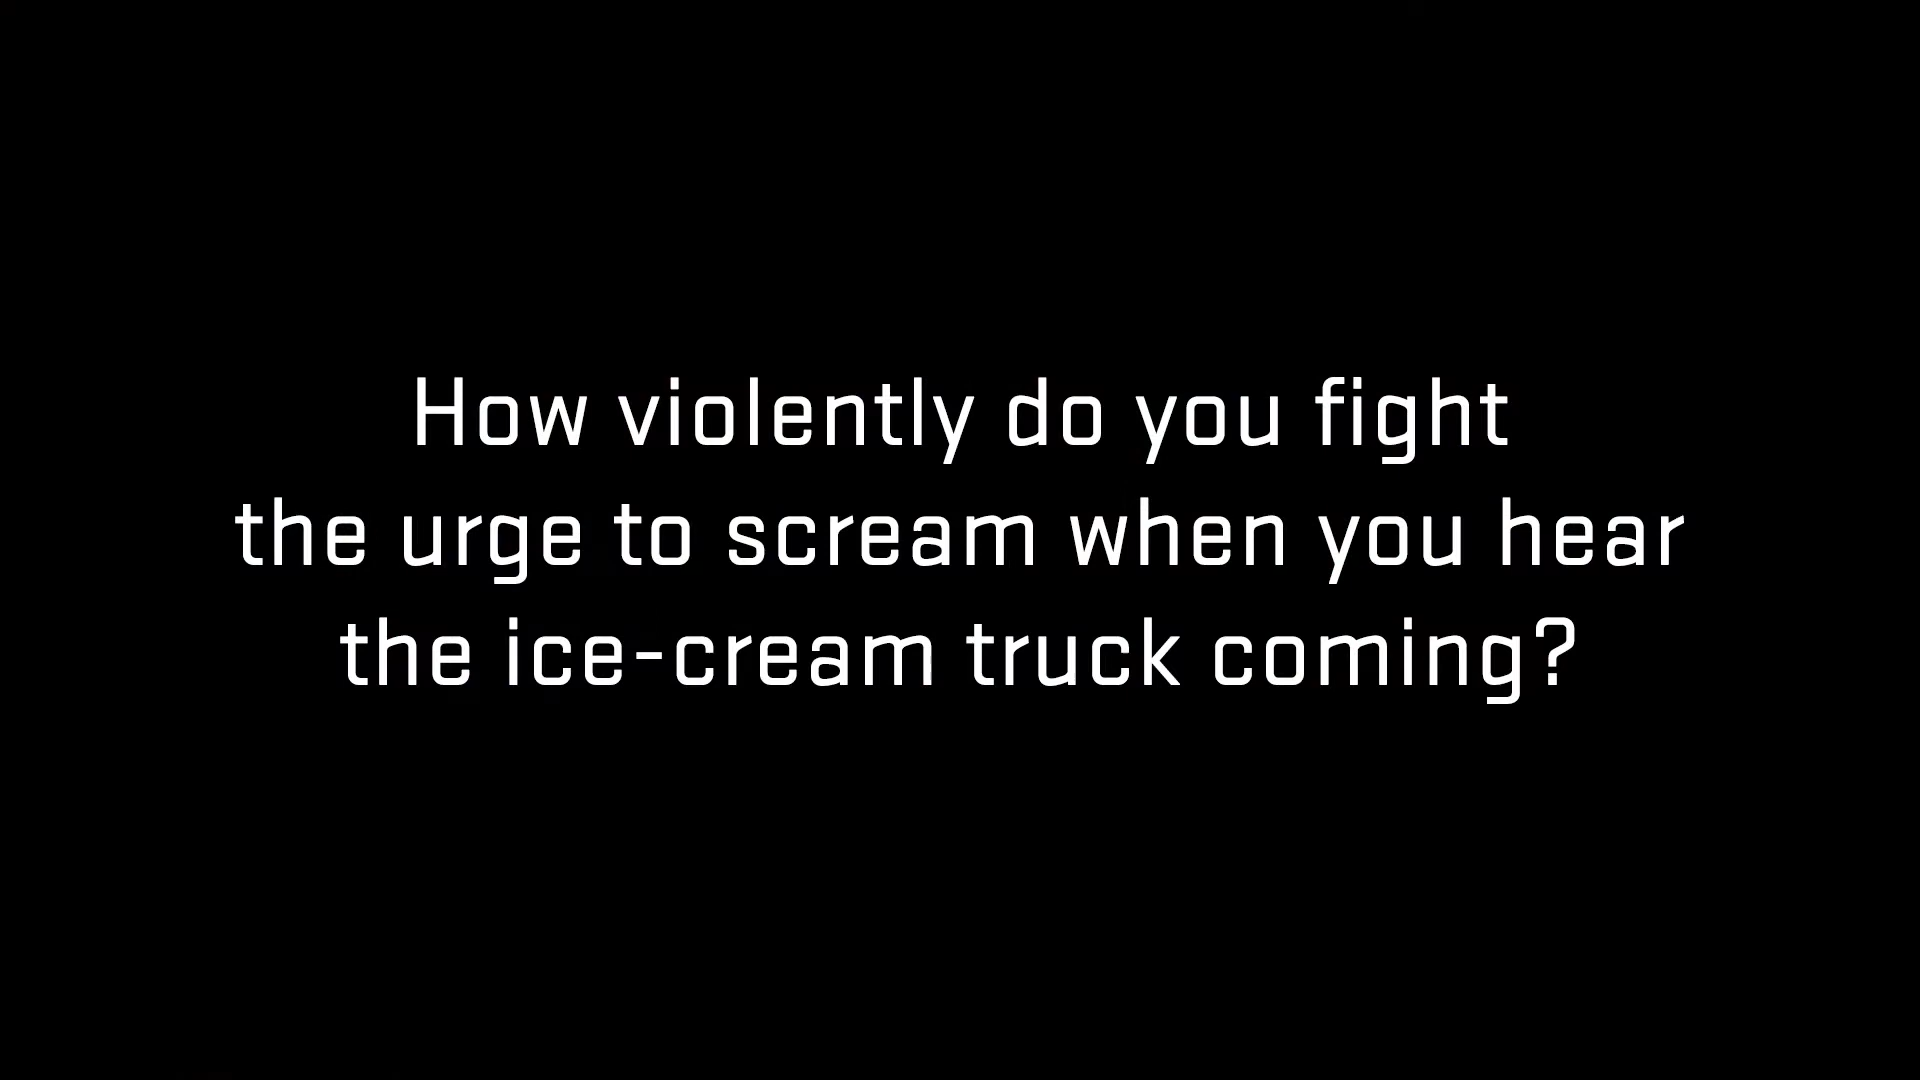 How violently do you fight
the urge to scream when you hear
the ice-cream truck coming?